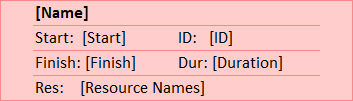 [Name]
Start: [Start] ID: [ID]
Finish: [Finish] Dur: [Duration]
Res: [Resource Names]